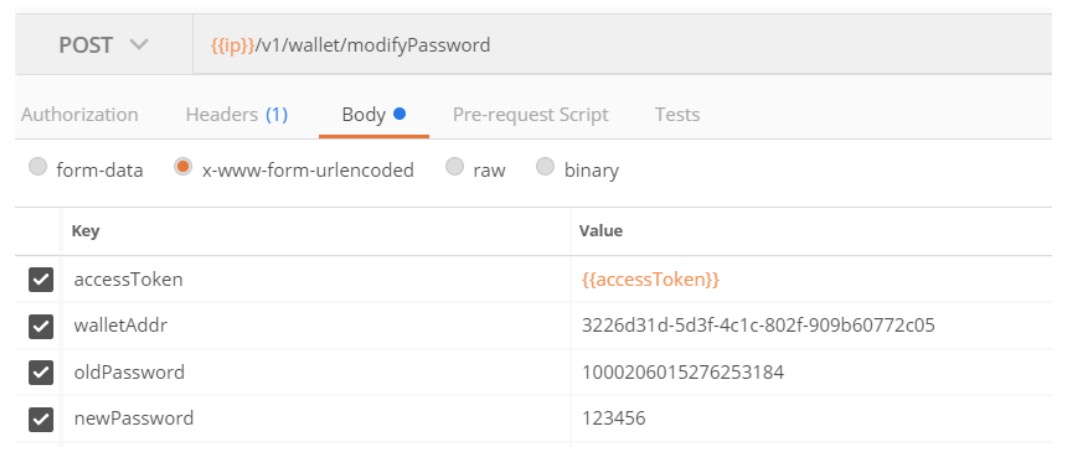 POST {{ip}}/v1/wallet/modifyPassword
Authorization Headers (1) Body Pre-request Script Tests
form-data x-www-form-urlencoded raw binary
Key Value
accessToken {{accessToken}}
walletAddr 3226d31d-5d3f-4c1c-802f-909b60772c05
oldPassword 1000206015276253184
newPassword 123456